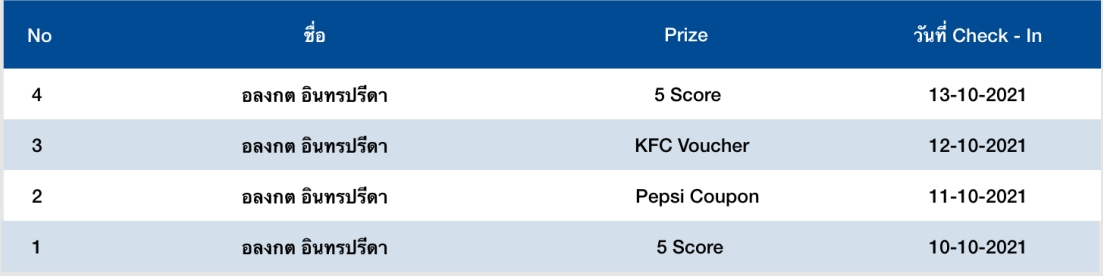 No ชื่อ Prize วันที่ Check - In
4 อลงกต อินทรปรีดา 5 Score 13-10-2021
3 อลงกต อินทรปรีดา KFC Voucher 12-10-2021
2 อลงกต อินทรปรีดา Pepsi Coupon 11-10-2021
1 อลงกต อินทรปรีดา 5 Score 10-10-2021